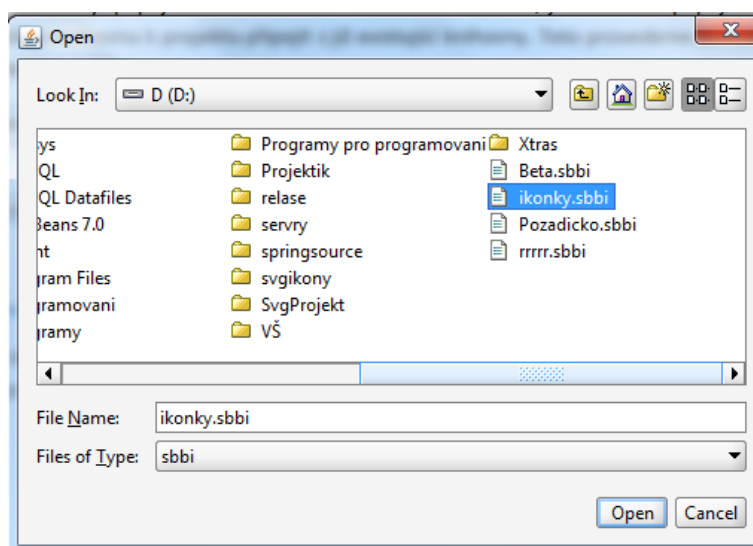 Open
Look In:
D (D:)
ys
QL
QL Datafiles
Beans 7.0
nt
gram Files
gramovani
gramy
Programy pro programovani
Projektik
relase
servry
springsource
svgikony
SvgProjekt
VŠ
Xtras
Beta.sbbi
ikonky.sbbi
Pozadicko.sbbi
rrrrr.sbbi
File Name:
ikonky.sbbi
Files of Type:
sbbi
Open
Cancel